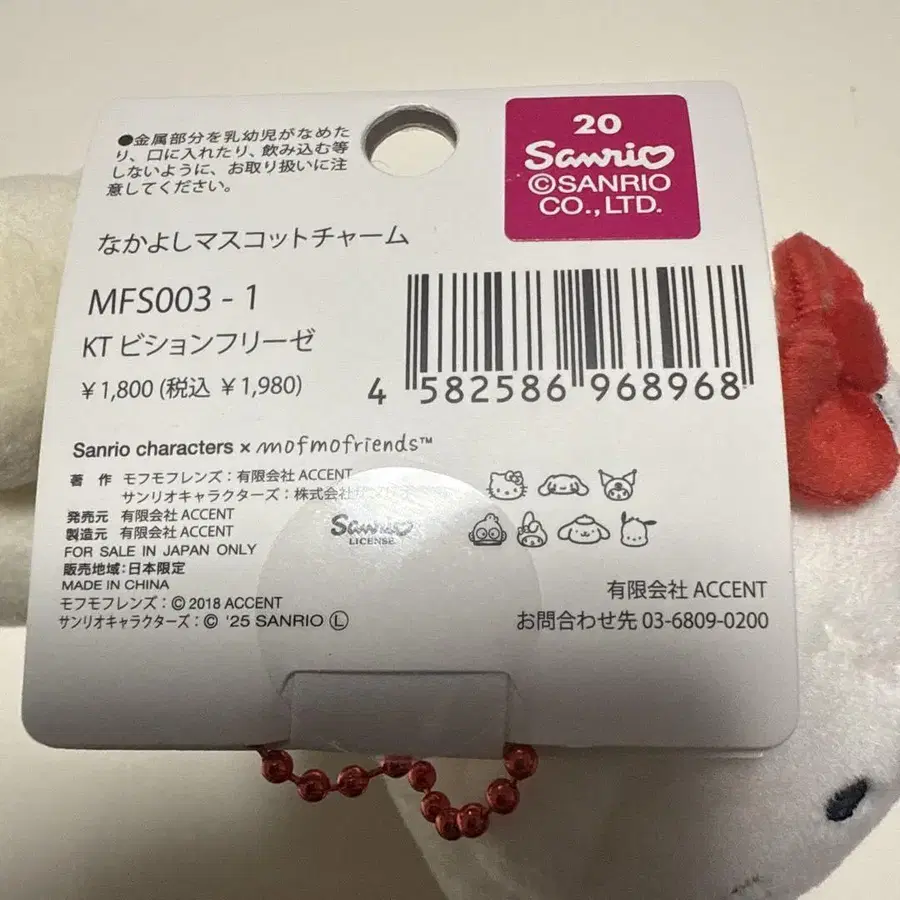 ●金属部分を乳幼児がなめた
り、口に入れたり、飲み込む等
しないように、お取り扱いに注
意してください。
20
Sanrio
©SANRIO
CO.,LTD.
なかよしマスコットチャーム
MFS003 - 1
KT ビションフリーゼ
¥1,800 (税込 ¥1,980)
4 582586 968968
Sanrio characters × mofmofriends™
著 作 モフモフレンズ：有限会社 ACCENT
サンリオキャラクターズ：株式会社サンリオ
発売元 有限会社 ACCENT
製造元 有限会社 ACCENT
FOR SALE IN JAPAN ONLY
販売地域：日本限定
MADE IN CHINA
モフモフレンズ：© 2018 ACCENT
サンリオキャラクターズ：© '25 SANRIO Ⓛ
Sanrio
LICENSE
有限会社 ACCENT
お問合わせ先 03-6809-0200